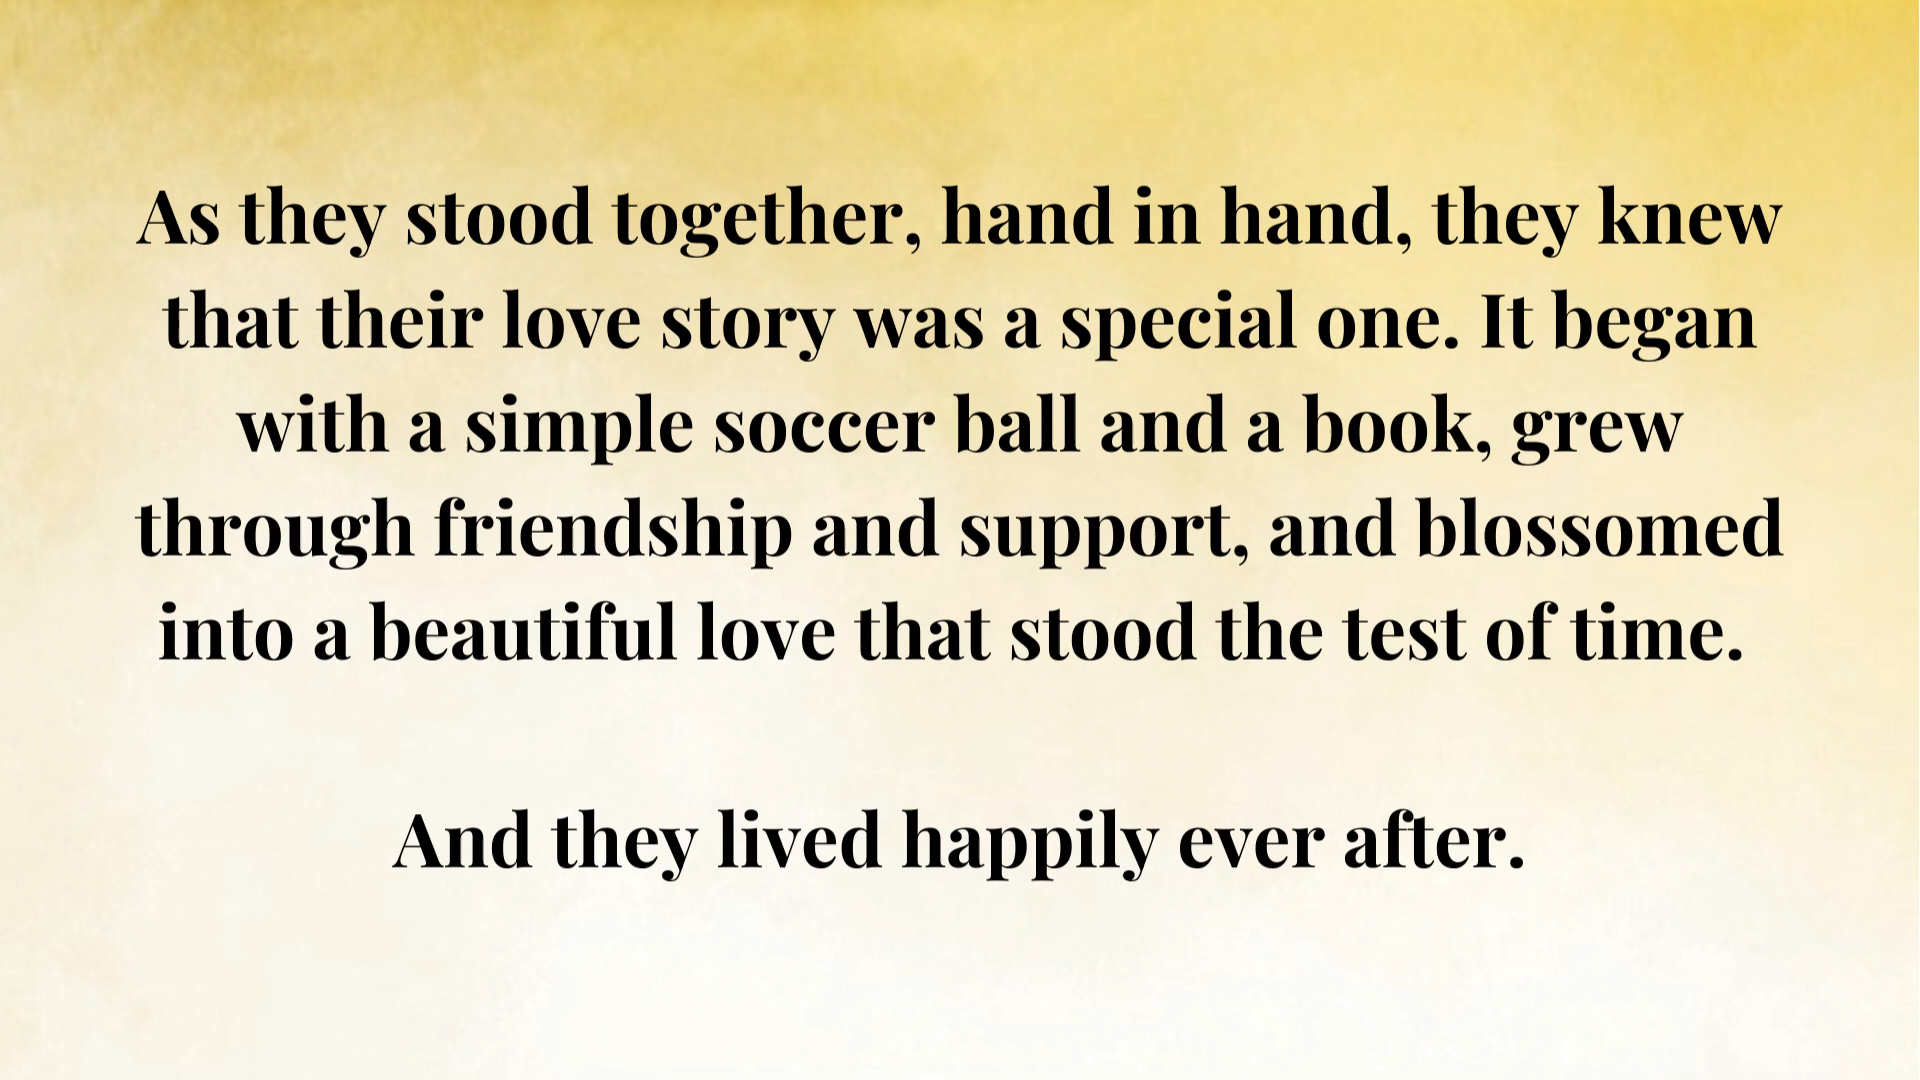 As they stood together, hand in hand, they knew
that their love story was a special one. It began
with a simple soccer ball and a book, grew
through friendship and support, and blossomed
into a beautiful love that stood the test of time.
And they lived happily ever after.